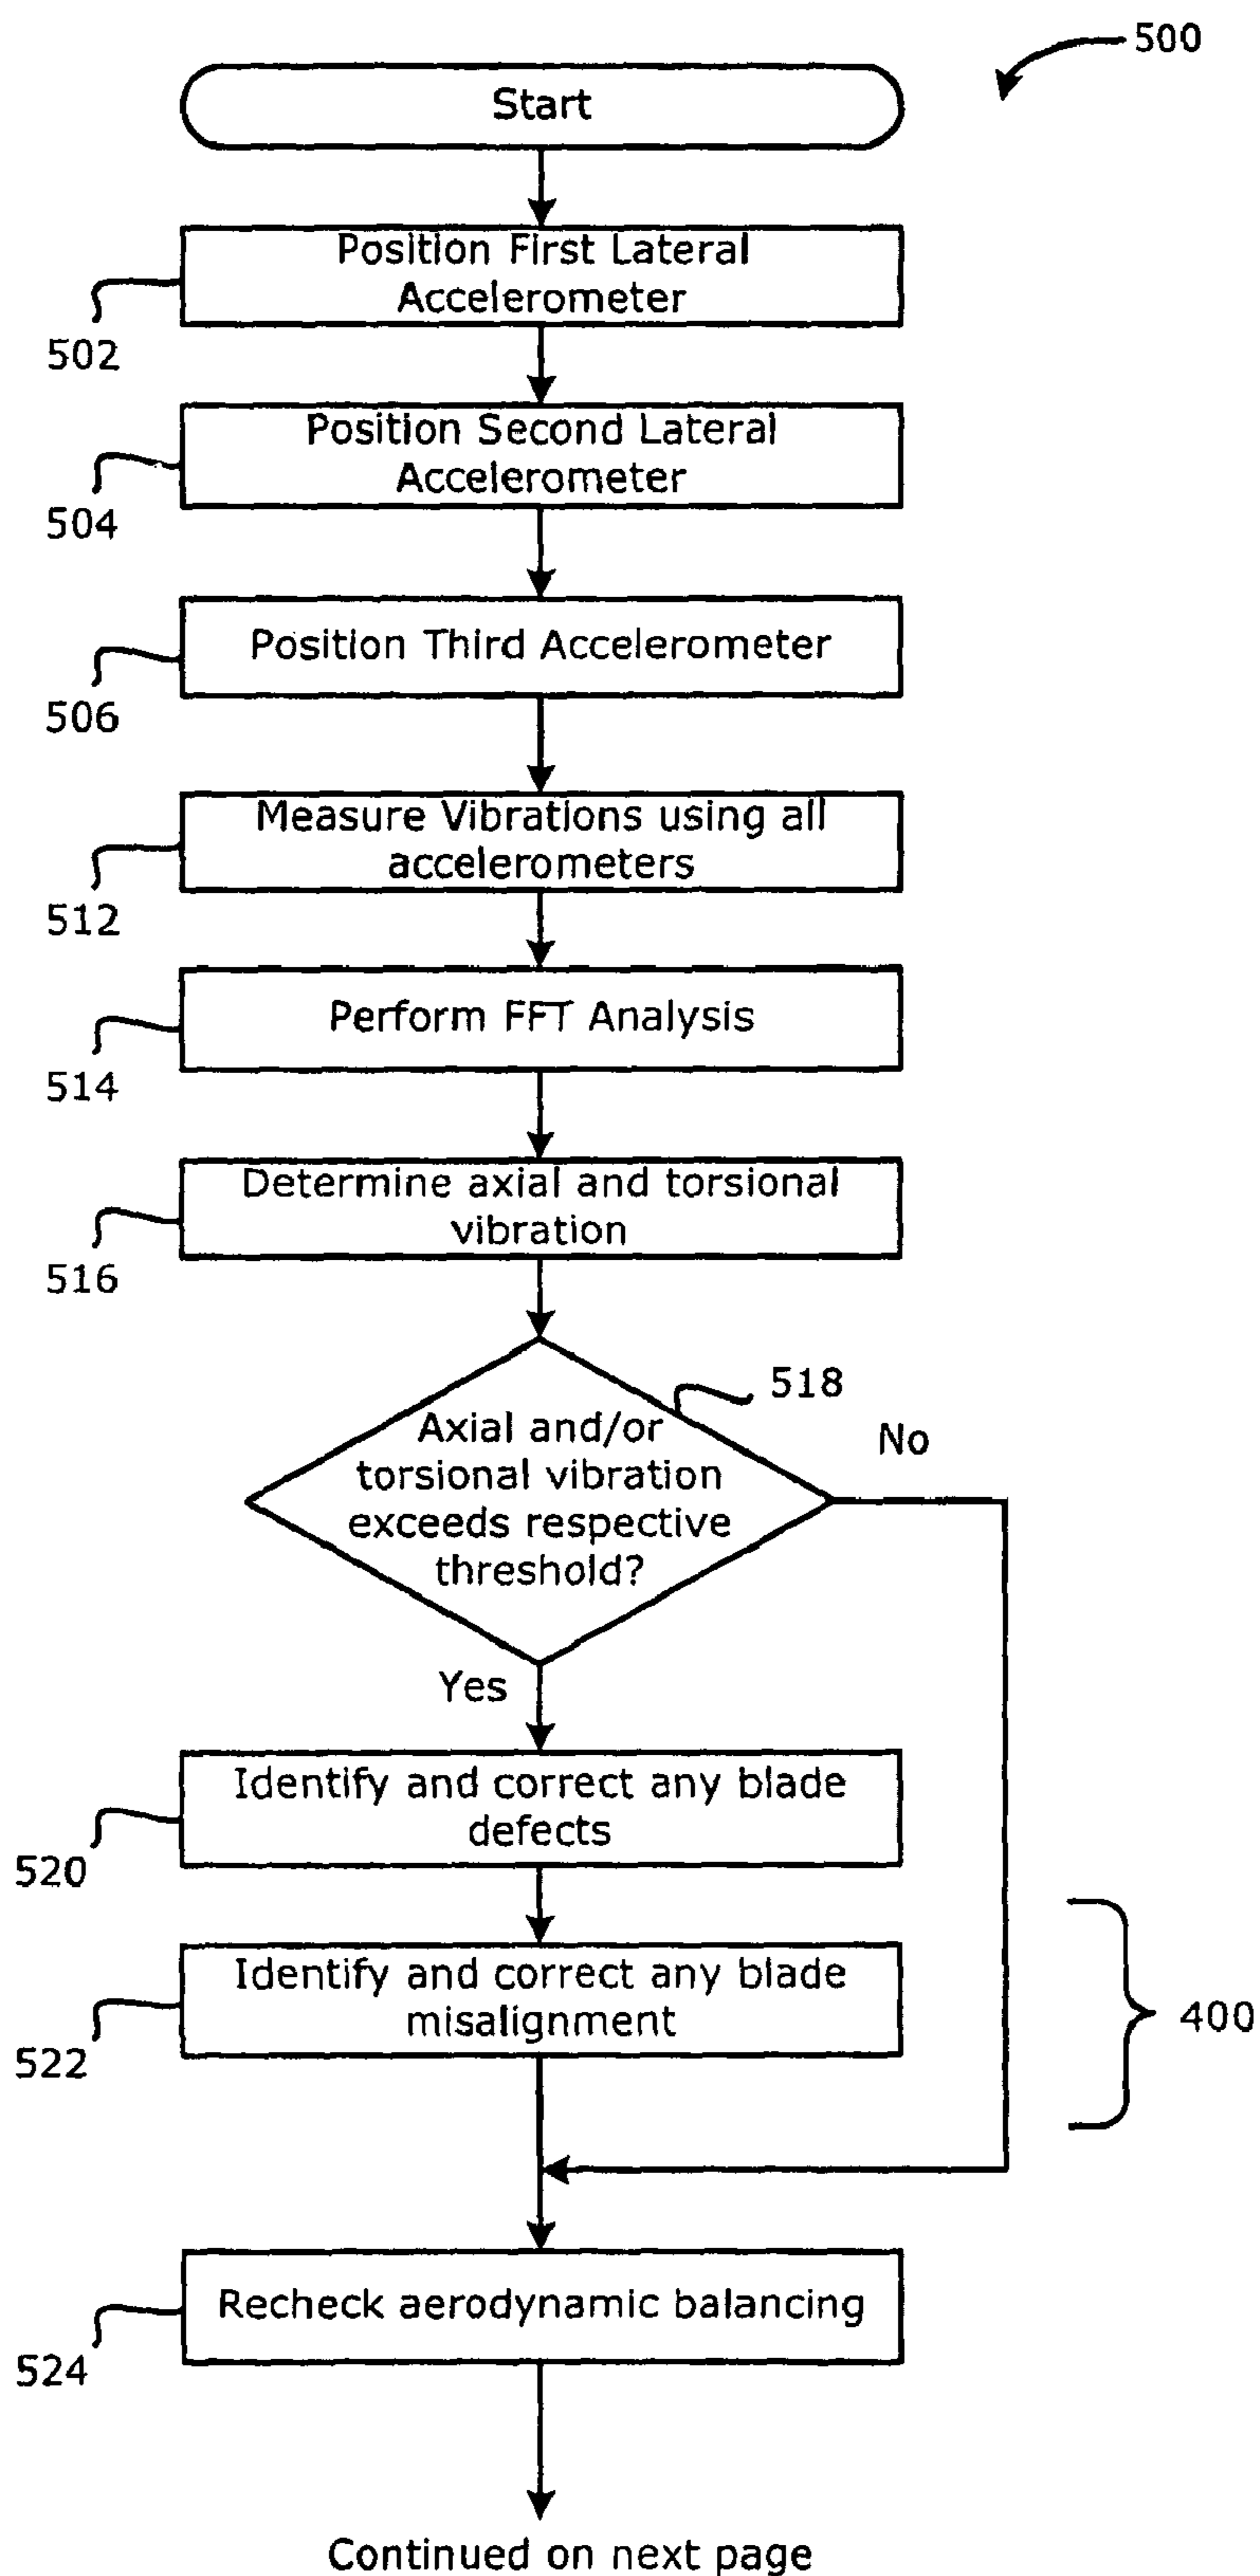 500
Start
Position First Lateral
Accelerometer
502
Position Second Lateral
Accelerometer
504
Position Third Accelerometer
506
Measure Vibrations using all
accelerometers
512
Perform FFT Analysis
514
Determine axial and torsional
vibration
516
518
Axial and/or
torsional vibration
exceeds respective
threshold?
No
Yes
Identify and correct any blade
defects
520
Identify and correct any blade
misalignment
522
400
Recheck aerodynamic balancing
524
Continued on next page